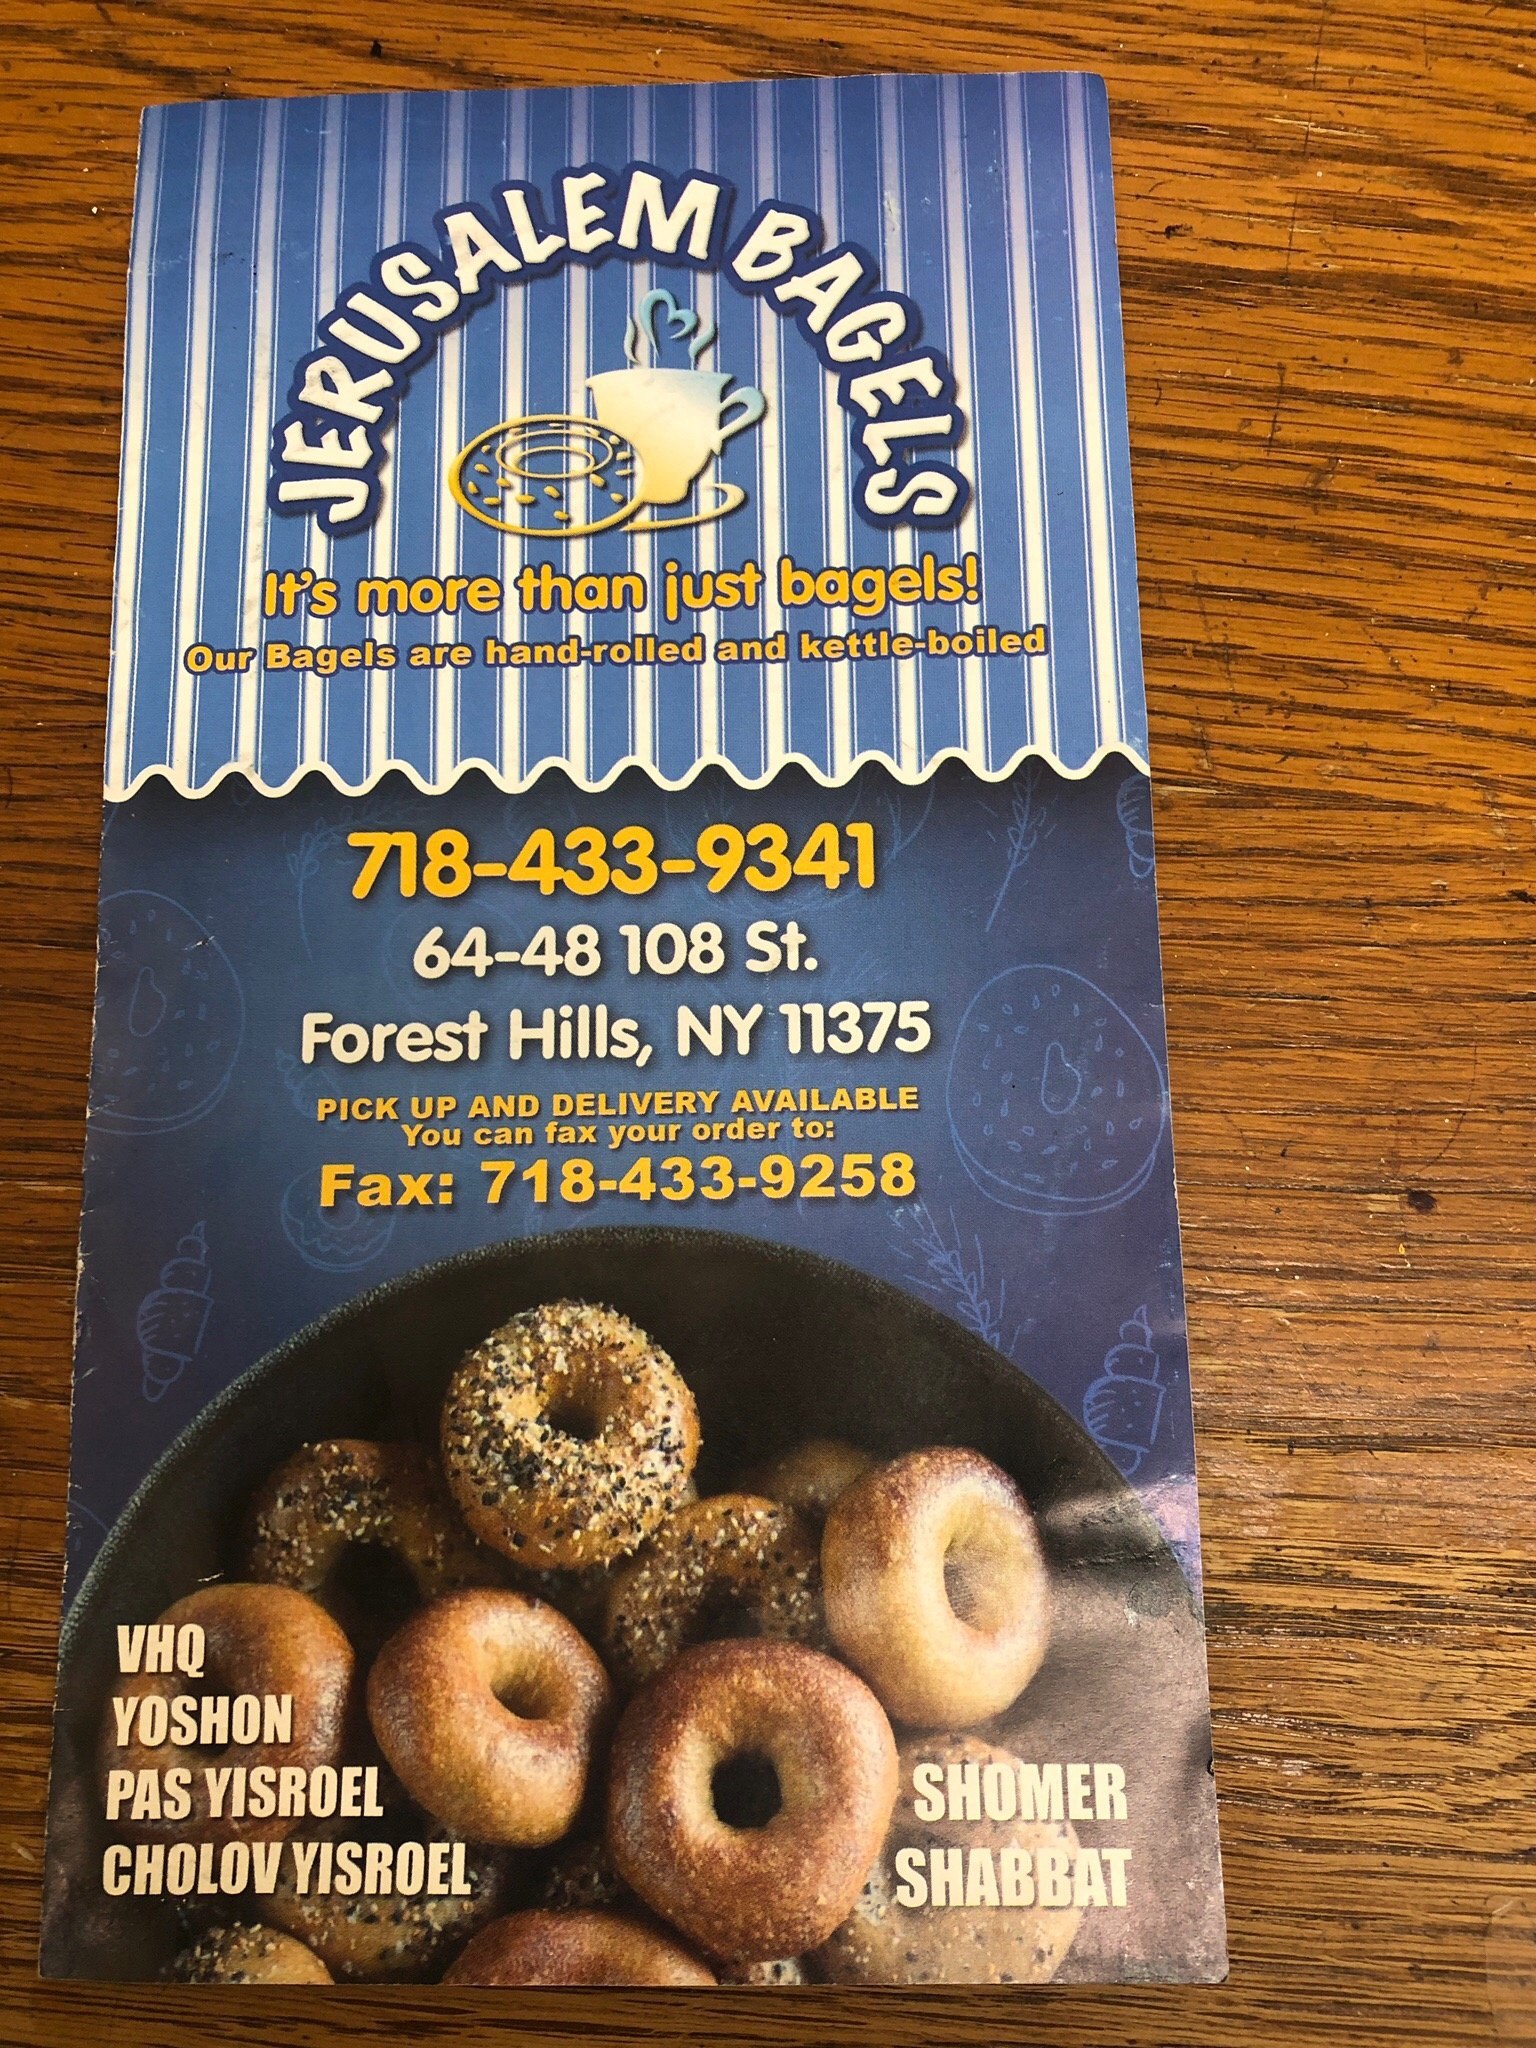 JERUSALEM BAGELS
It's more than just bagels!
Our Bagels are hand-rolled and kettle-boiled
718-433-9341
64-48 108 St.
Forest Hills, NY 11375
PICK UP AND DELIVERY AVAILABLE
You can fax your order to:
Fax: 718-433-9258
VHQ
YOSHON
PAS YISROEL
CHOLOV YISROEL
SHOMER
SHABBAT